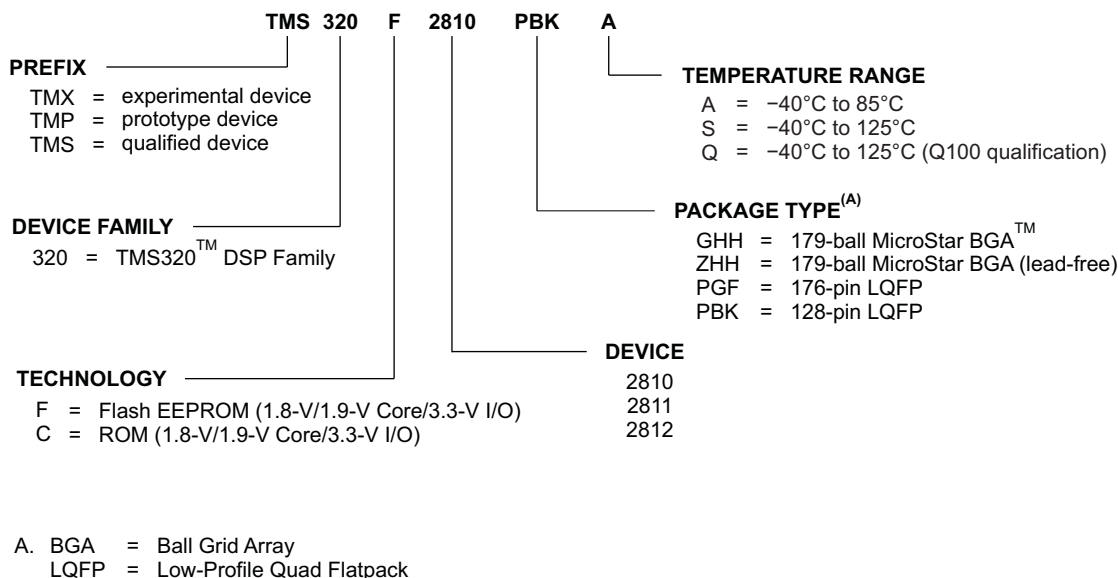 TMS 320 F 2810 PBK A
PREFIX
TMX = experimental device
TMP = prototype device
TMS = qualified device
TEMPERATURE RANGE
A = −40°C to 85°C
S = −40°C to 125°C
Q = −40°C to 125°C (Q100 qualification)
DEVICE FAMILY
320 = TMS320™ DSP Family
PACKAGE TYPE(A)
GHH = 179-ball MicroStar BGA™
ZHH = 179-ball MicroStar BGA (lead-free)
PGF = 176-pin LQFP
PBK = 128-pin LQFP
TECHNOLOGY
F = Flash EEPROM (1.8-V/1.9-V Core/3.3-V I/O)
C = ROM (1.8-V/1.9-V Core/3.3-V I/O)
DEVICE
2810
2811
2812
A. BGA = Ball Grid Array
LQFP = Low-Profile Quad Flatpack